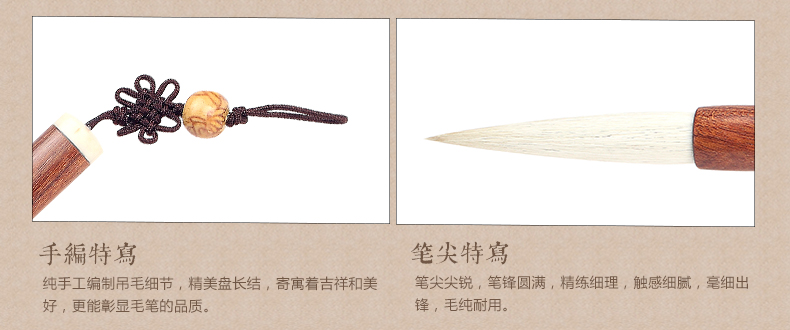 手編特寫
纯手工编制吊毛细节，精美盘长结，寄寓着吉祥和美
好，更能彰显毛笔的品质。
笔尖特寫
笔尖尖锐，笔锋圆满，精练细理，触感细腻，毫细出
锋，毛纯耐用。